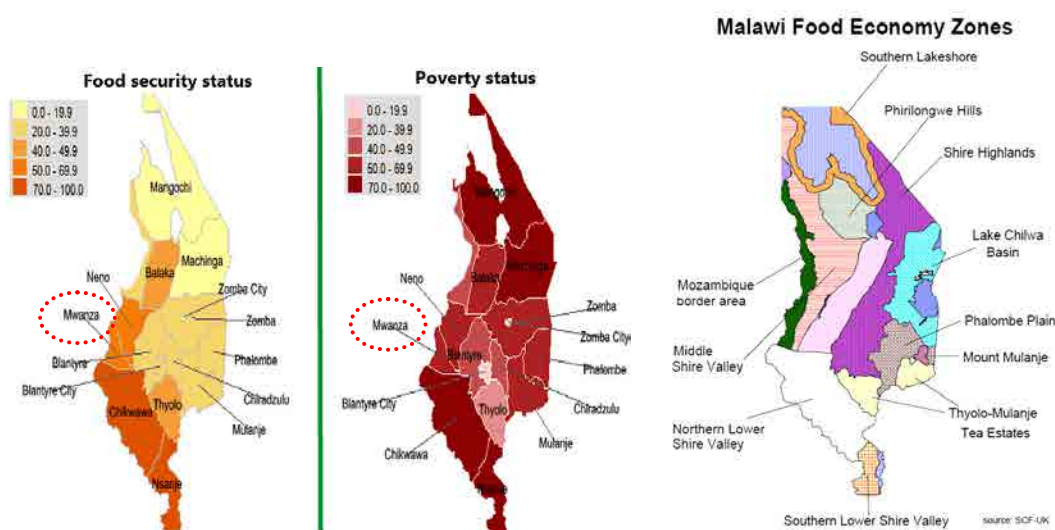 Food security status
0.0 - 19.9
20.0 - 39.9
40.0 - 49.9
50.0 - 69.9
70.0 - 100.0
Mangochi
Machinga
Balaka
Neno
Zomba City
Mwanza
Zomba
Blantyre
Phalombe
Blantyre City
Chiradzulu
Chikwawa
Thyolo
Mulanje
Nsanje
Poverty status
0.0 - 19.9
20.0 - 39.9
40.0 - 49.9
50.0 - 69.9
70.0 - 100.0
Mangochi
Machinga
Balaka
Neno
Zomba
Mwanza
Zomba City
Blantyre
Phalombe
Blantyre City
Thyolo
Chiradzulu
Mulanje
Chikwawa
Malawi Food Economy Zones
Southern Lakeshore
Phirilongwe Hills
Shire Highlands
Lake Chilwa
Basin
Mozambique
border area
Phalombe Plain
Middle
Shire Valley
Mount Mulanje
Thyolo-Mulanje
Tea Estates
Northern Lower
Shire Valley
Southern Lower Shire Valley
source: SCF-UK